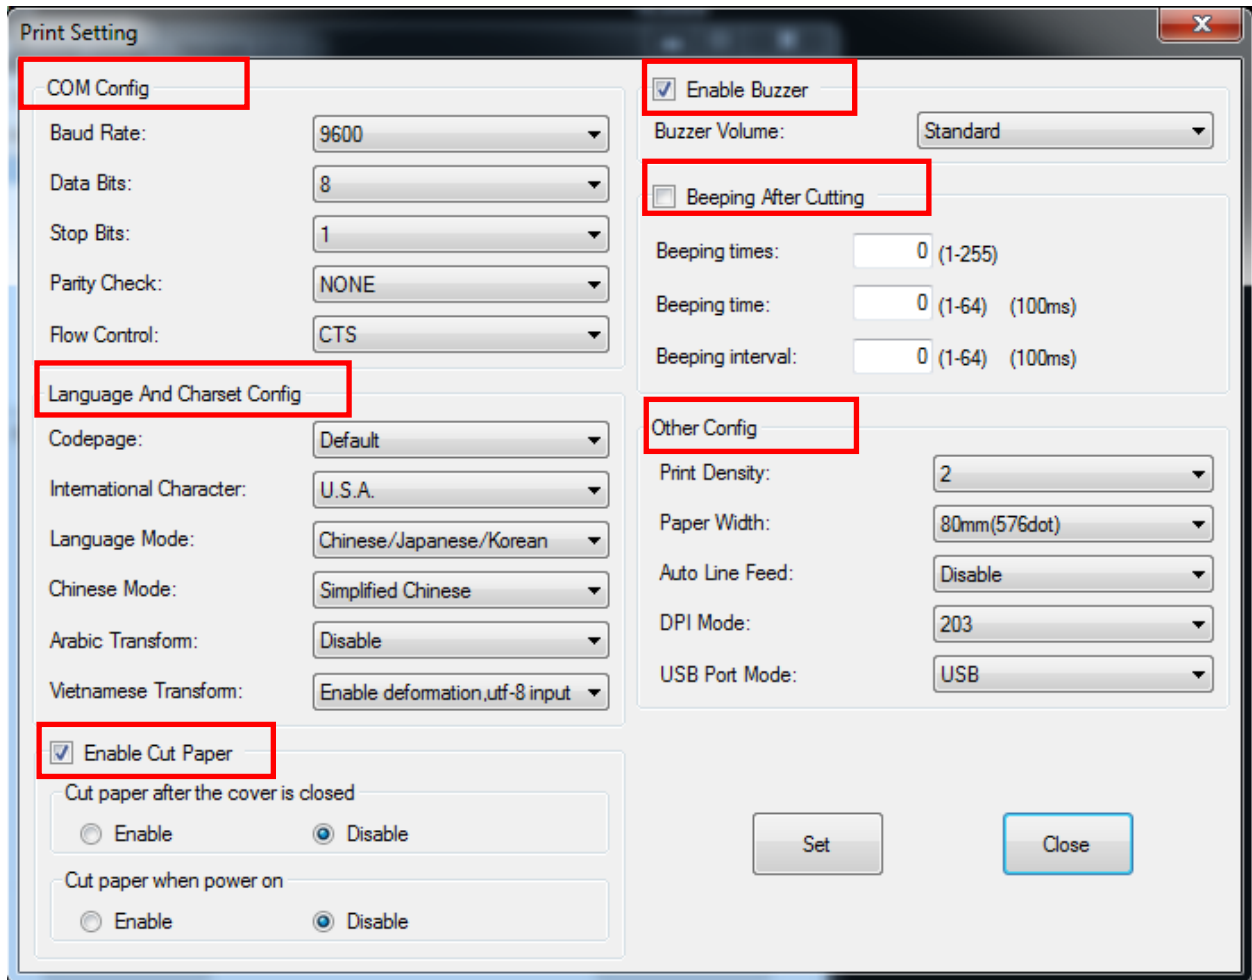 Print Setting
COM Config
Baud Rate: 9600
Data Bits: 8
Stop Bits: 1
Parity Check: NONE
Flow Control: CTS
Language And Charset Config
Codepage: Default
International Character: U.S.A.
Language Mode: Chinese/Japanese/Korean
Chinese Mode: Simplified Chinese
Arabic Transform: Disable
Vietnamese Transform: Enable deformation,utf-8 input
Enable Cut Paper
Cut paper after the cover is closed
Enable Disable
Cut paper when power on
Enable Disable
Enable Buzzer
Buzzer Volume: Standard
Beeping After Cutting
Beeping times: 0 (1-255)
Beeping time: 0 (1-64) (100ms)
Beeping interval: 0 (1-64) (100ms)
Other Config
Print Density: 2
Paper Width: 80mm(576dot)
Auto Line Feed: Disable
DPI Mode: 203
USB Port Mode: USB
Set Close